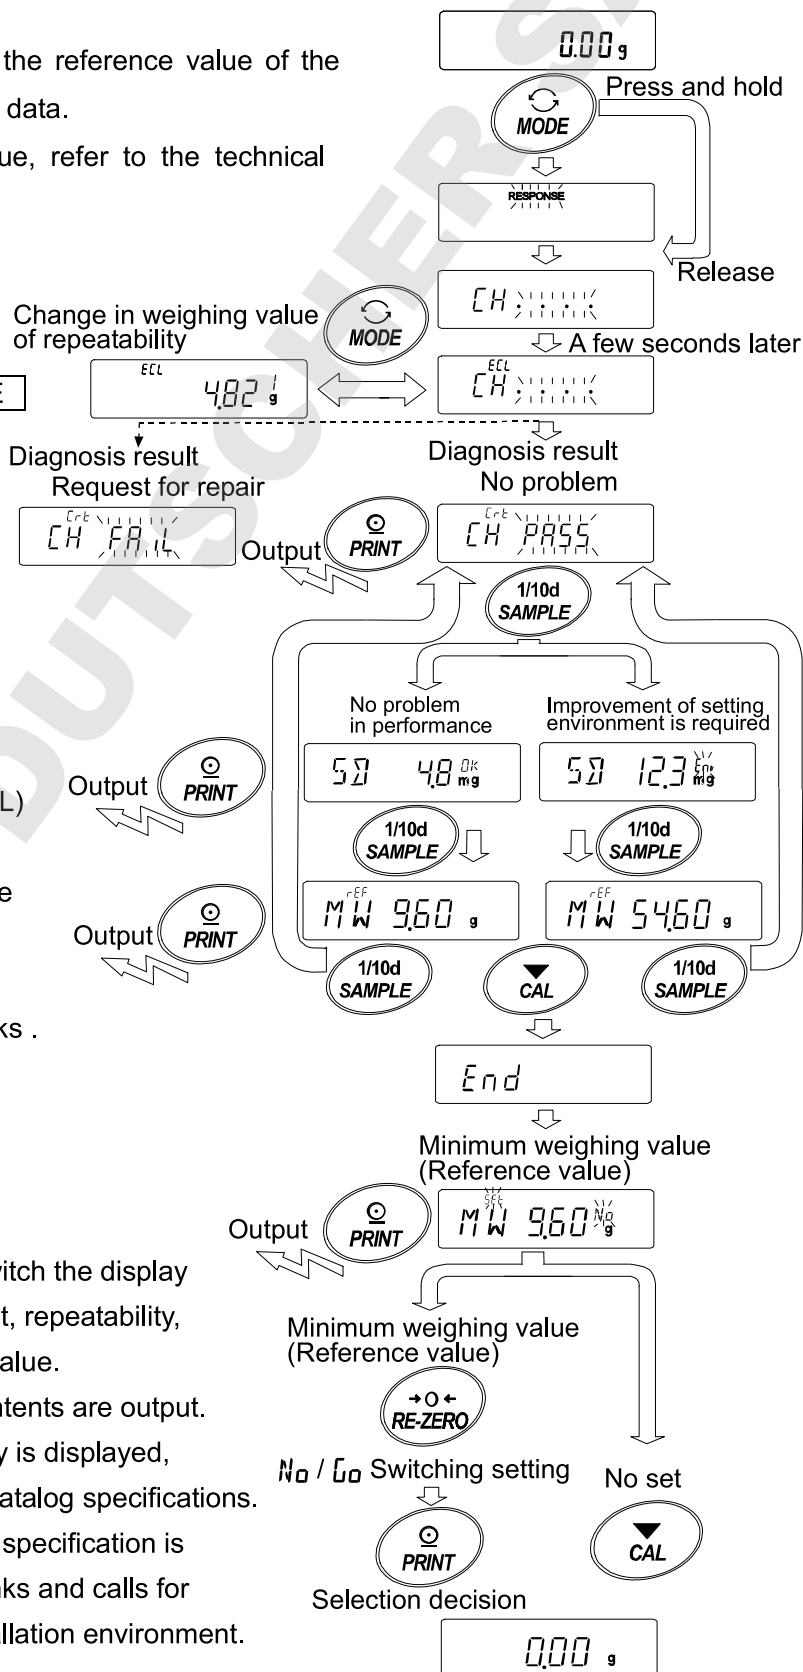 0.00 g
the reference value of the
Press and hold
data.
MODE
ue, refer to the technical
RESPONSE
Release
CH
Change in weighing value
of repeatability
MODE
A few seconds later
ECL
4.821 g
ECL
CH
E
Diagnosis result
Request for repair
Diagnosis result
No problem
Crt
CH FAiL
Output
PRINT
Crt
CH PASS
1/10d
SAMPLE
No problem
in performance
Improvement of setting
environment is required
SD 4.8 OK mg
SD 12.3 mg
Output
PRINT
L)
1/10d
SAMPLE
1/10d
SAMPLE
e
rEF
MW 9.60 g
rEF
MW 54.60 g
Output
PRINT
1/10d
SAMPLE
CAL
1/10d
SAMPLE
ks .
End
Minimum weighing value
(Reference value)
Output
PRINT
SEt
MW 9.60 No g
vitch the display
t, repeatability,
alue.
Minimum weighing value
(Reference value)
ntents are output.
RE-ZERO
y is displayed,
No / Go Switching setting
No set
atalog specifications.
specification is
PRINT
CAL
nks and calls for
Selection decision
allation environment.
0.00 g
DUTSCHER S